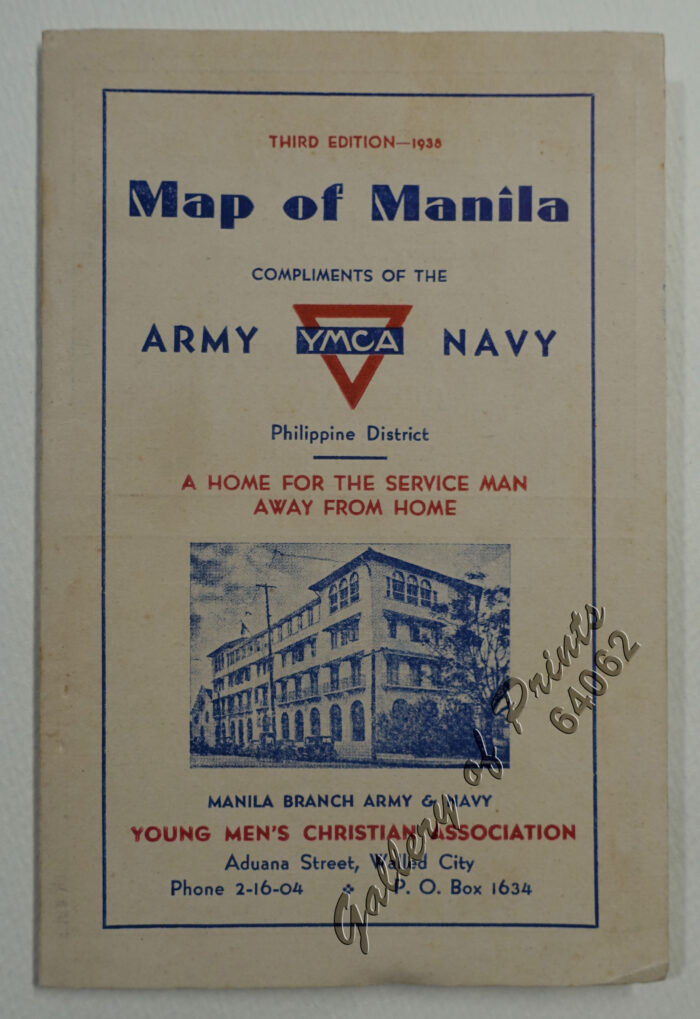 THIRD EDITION—1938
Map of Manila
COMPLIMENTS OF THE
ARMY YMCA NAVY
Philippine District
A HOME FOR THE SERVICE MAN
AWAY FROM HOME
MANILA BRANCH ARMY & NAVY
YOUNG MEN'S CHRISTIAN ASSOCIATION
Aduana Street, Walled City
Phone 2-16-04 P. O. Box 1634
Gallery of Prints
64062